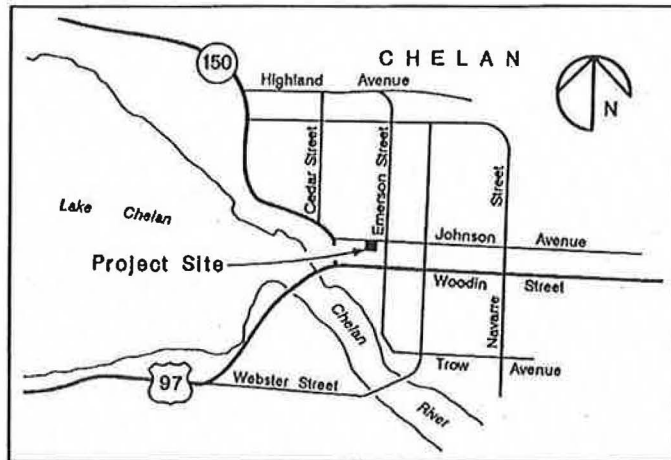 CHELAN
150
Highland Avenue
N
Cedar Street
Emerson Street
Street
Navarre
Lake Chelan
Johnson Avenue
Project Site
Woodin Street
Chelan
River
Trow Avenue
97
Webster Street